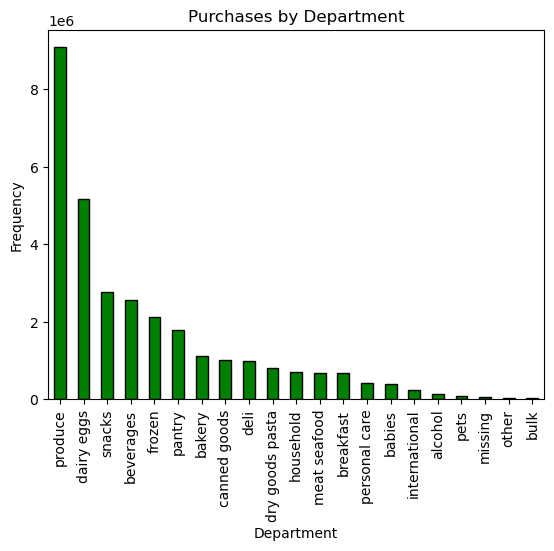 Purchases by Department
1e6
8
6
4
2
0
Frequency
produce
dairy eggs
snacks
beverages
frozen
pantry
bakery
canned goods
deli
dry goods pasta
household
meat seafood
breakfast
personal care
babies
international
alcohol
pets
missing
other
bulk
Department